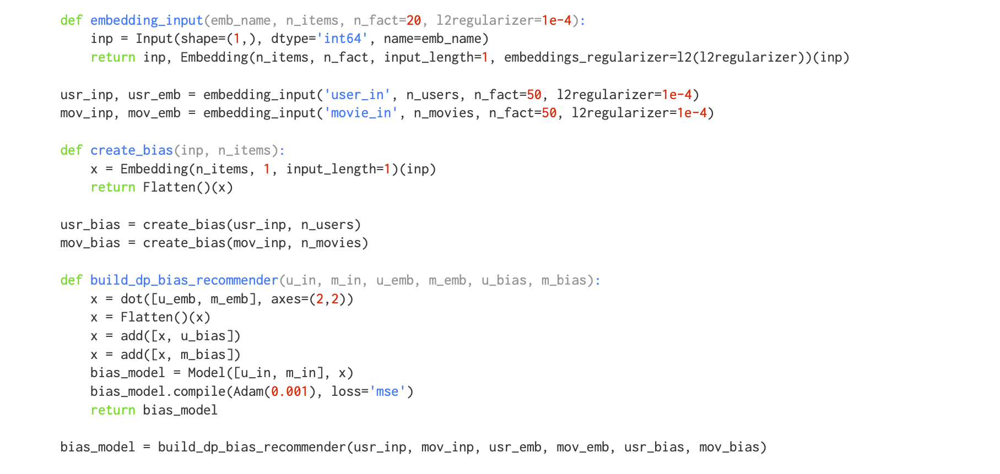 def embedding_input(emb_name, n_items, n_fact=20, l2regularizer=1e-4):
    inp = Input(shape=(1,), dtype='int64', name=emb_name)
    return inp, Embedding(n_items, n_fact, input_length=1, embeddings_regularizer=l2(l2regularizer))(inp)

usr_inp, usr_emb = embedding_input('user_in', n_users, n_fact=50, l2regularizer=1e-4)
mov_inp, mov_emb = embedding_input('movie_in', n_movies, n_fact=50, l2regularizer=1e-4)

def create_bias(inp, n_items):
    x = Embedding(n_items, 1, input_length=1)(inp)
    return Flatten()(x)

usr_bias = create_bias(usr_inp, n_users)
mov_bias = create_bias(mov_inp, n_movies)

def build_dp_bias_recommender(u_in, m_in, u_emb, m_emb, u_bias, m_bias):
    x = dot([u_emb, m_emb], axes=(2,2))
    x = Flatten()(x)
    x = add([x, u_bias])
    x = add([x, m_bias])
    bias_model = Model([u_in, m_in], x)
    bias_model.compile(Adam(0.001), loss='mse')
    return bias_model

bias_model = build_dp_bias_recommender(usr_inp, mov_inp, usr_emb, mov_emb, usr_bias, mov_bias)